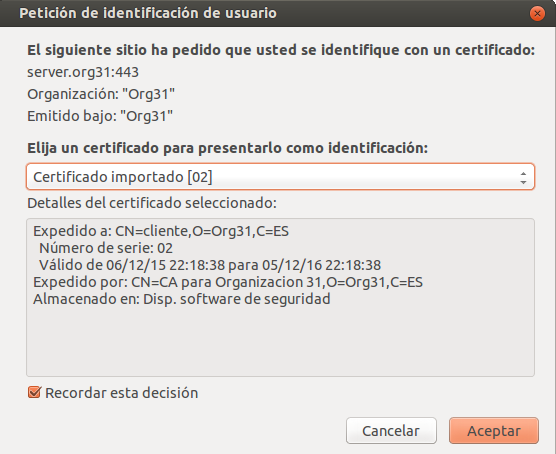 Petición de identificación de usuario
El siguiente sitio ha pedido que usted se identifique con un certificado:
server.org31:443
Organización: "Org31"
Emitido bajo: "Org31"
Elija un certificado para presentarlo como identificación:
Certificado importado [02]
Detalles del certificado seleccionado:
Expedido a: CN=cliente,O=Org31,C=ES
Número de serie: 02
Válido de 06/12/15 22:18:38 para 05/12/16 22:18:38
Expedido por: CN=CA para Organizacion 31,O=Org31,C=ES
Almacenado en: Disp. software de seguridad
Recordar esta decisión
Cancelar
Aceptar